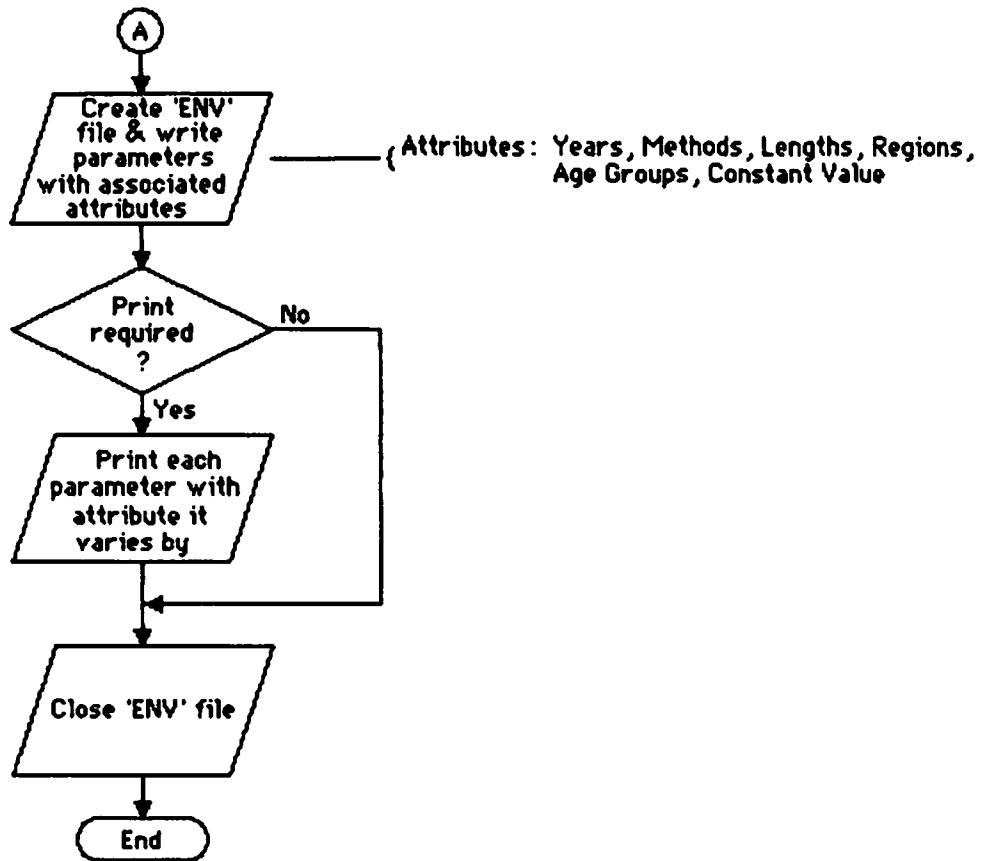 A
Create 'ENV'
file & write
parameters
with associated
attributes
Attributes: Years, Methods, Lengths, Regions,
Age Groups, Constant Value
Print
required
?
No
Yes
Print each
parameter with
attribute it
varies by
Close 'ENV' file
End